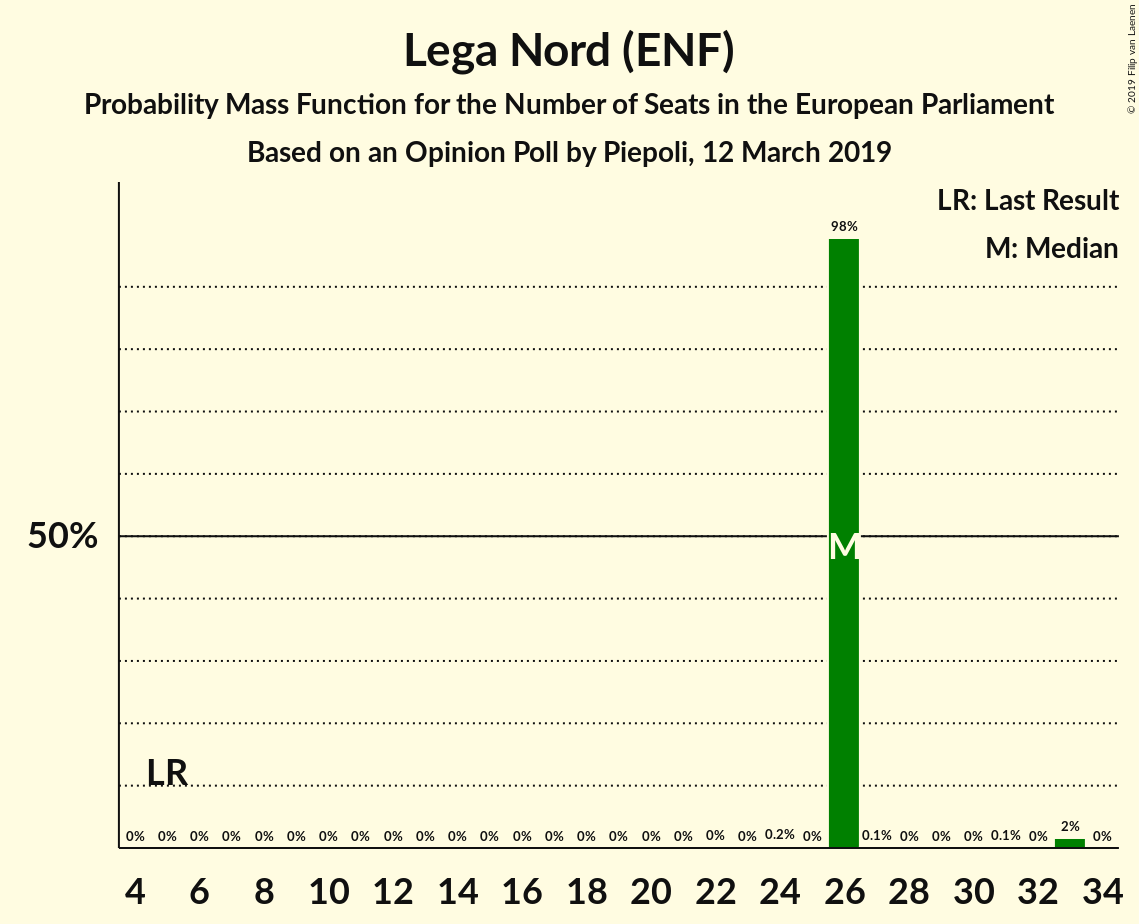 Lega Nord (ENF)
Probability Mass Function for the Number of Seats in the European Parliament
Based on an Opinion Poll by Piepoli, 12 March 2019
© 2019 Filip van Laenen
LR: Last Result
M: Median
98%
50%
M
LR
0% 0% 0% 0% 0% 0% 0% 0% 0% 0% 0% 0% 0% 0% 0% 0% 0% 0% 0% 0% 0.2% 0% 0.1% 0% 0% 0% 0.1% 0% 2% 0%
4 6 8 10 12 14 16 18 20 22 24 26 28 30 32 34